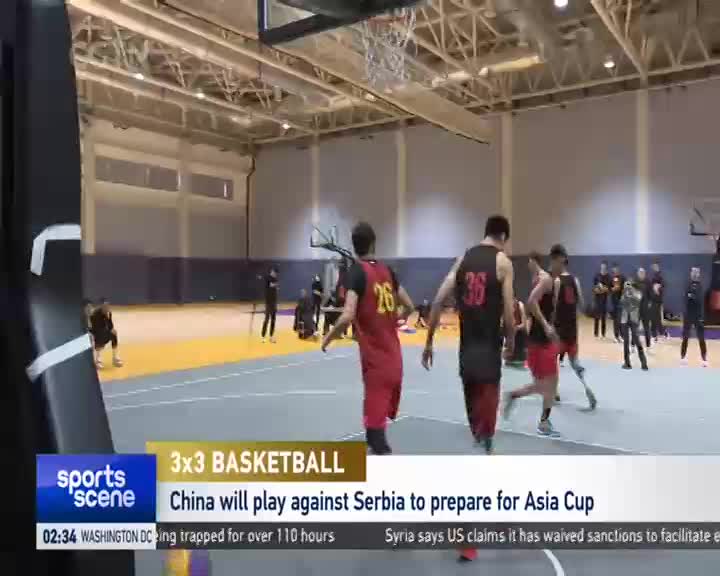 CGTN
26
36
3x3 BASKETBALL
sports scene
China will play against Serbia to prepare for Asia Cup
02:34 WASHINGTON DC
eing trapped for over 110 hours Syria says US claims it has waived sanctions to facilitate e